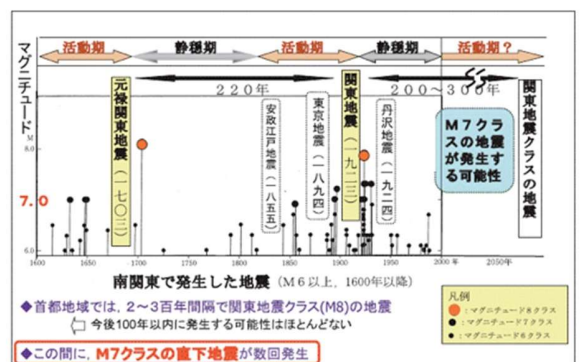 活動期 静穏期 活動期 静穏期 活動期？
マグニチュード
M
220年
200～300年
元禄関東地震（一七〇三）
安政江戸地震（一八五五）
東京地震（一八九四）
関東地震（一九二三）
丹沢地震（一九二四）
M7クラスの地震が発生する可能性
関東地震クラスの地震
8.0
7.0
6.0
1600 1650 1700 1750 1800 1850 1900 1950 2000年 2050年
南関東で発生した地震（M６以上，1600年以降）
◆首都地域では，２～３百年間隔で関東地震クラス(M8)の地震
今後100年以内に発生する可能性はほとんどない
◆この間に，M7クラスの直下地震が数回発生
凡例
：マグニチュード８クラス
：マグニチュード７クラス
：マグニチュード６クラス